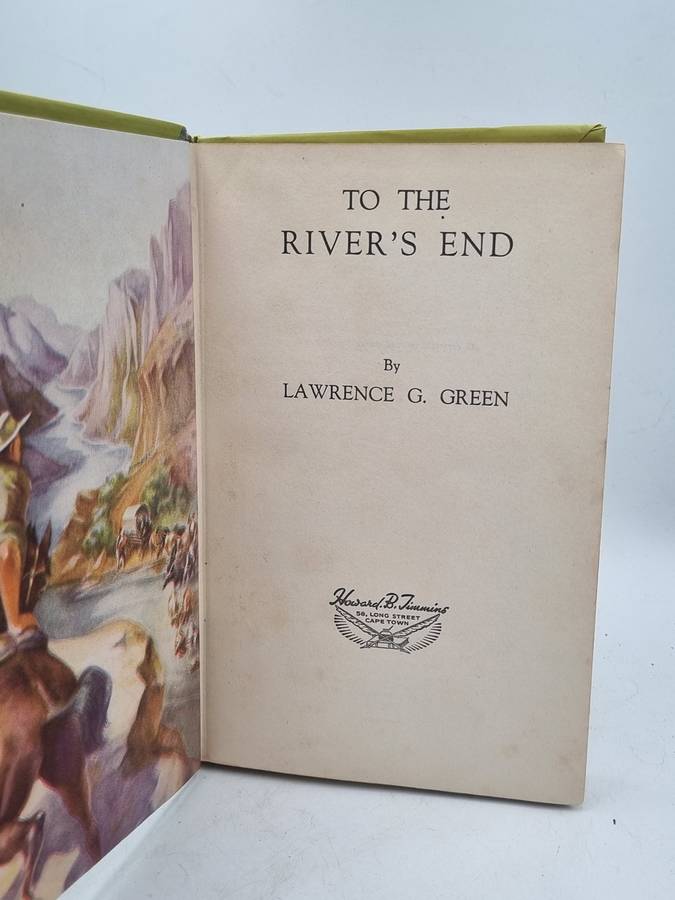 TO THE
RIVER'S END
By
LAWRENCE G. GREEN
Howard. B. Timmins
58, LONG STREET
CAPE TOWN